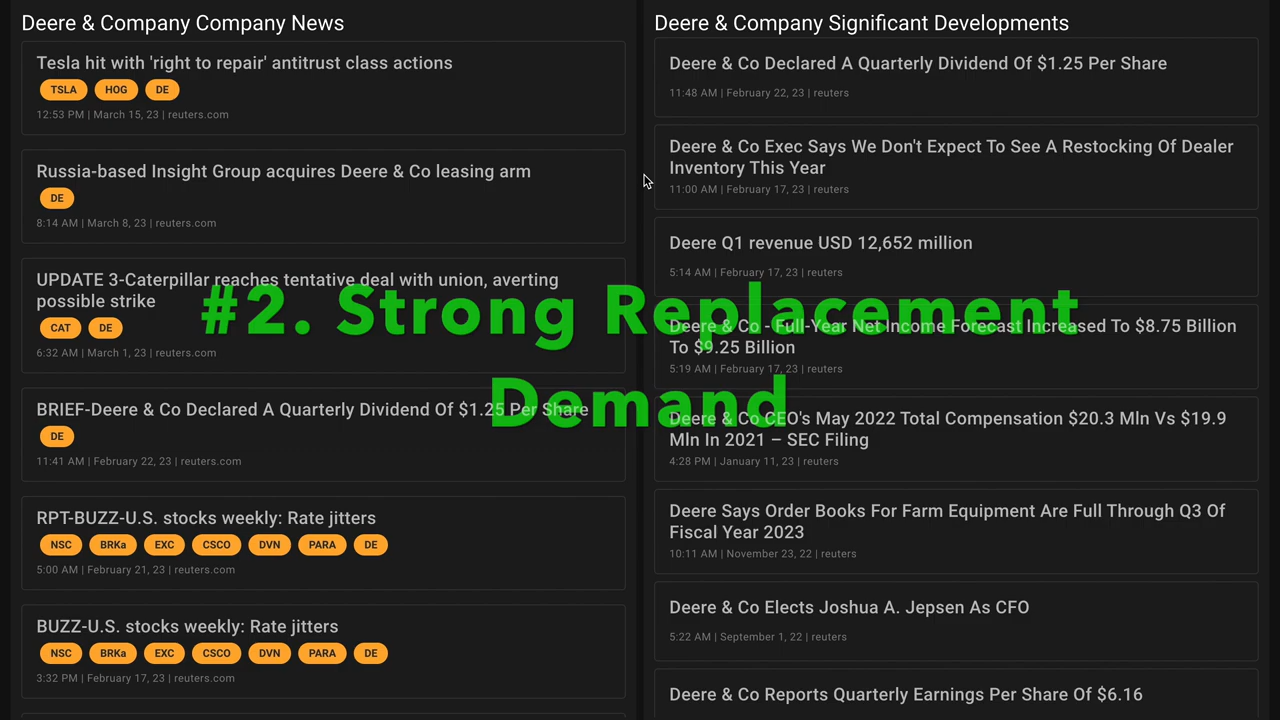 Deere & Company Company News
Tesla hit with 'right to repair' antitrust class actions
TSLA HOG DE
12:53 PM | March 15, 23 | reuters.com
Russia-based Insight Group acquires Deere & Co leasing arm
DE
8:14 AM | March 8, 23 | reuters.com
UPDATE 3-Caterpillar reaches tentative deal with union, averting
possible strike
CAT DE
6:32 AM | March 1, 23 | reuters.com
BRIEF-Deere & Co Declared A Quarterly Dividend Of $1.25 Per Share
DE
11:41 AM | February 22, 23 | reuters.com
RPT-BUZZ-U.S. stocks weekly: Rate jitters
NSC BRKa EXC CSCO DVN PARA DE
5:00 AM | February 21, 23 | reuters.com
BUZZ-U.S. stocks weekly: Rate jitters
NSC BRKa EXC CSCO DVN PARA DE
3:32 PM | February 17, 23 | reuters.com
Deere & Company Significant Developments
Deere & Co Declared A Quarterly Dividend Of $1.25 Per Share
11:48 AM | February 22, 23 | reuters
Deere & Co Exec Says We Don't Expect To See A Restocking Of Dealer
Inventory This Year
11:00 AM | February 17, 23 | reuters
Deere Q1 revenue USD 12,652 million
5:14 AM | February 17, 23 | reuters
Deere & Co - Full-Year Net Income Forecast Increased To $8.75 Billion
To $9.25 Billion
5:19 AM | February 17, 23 | reuters
Deere & Co CEO's May 2022 Total Compensation $20.3 Mln Vs $19.9
Mln In 2021 – SEC Filing
4:28 PM | January 11, 23 | reuters
Deere Says Order Books For Farm Equipment Are Full Through Q3 Of
Fiscal Year 2023
10:11 AM | November 23, 22 | reuters
Deere & Co Elects Joshua A. Jepsen As CFO
5:22 AM | September 1, 22 | reuters
Deere & Co Reports Quarterly Earnings Per Share Of $6.16
#2. Strong Replacement
Demand